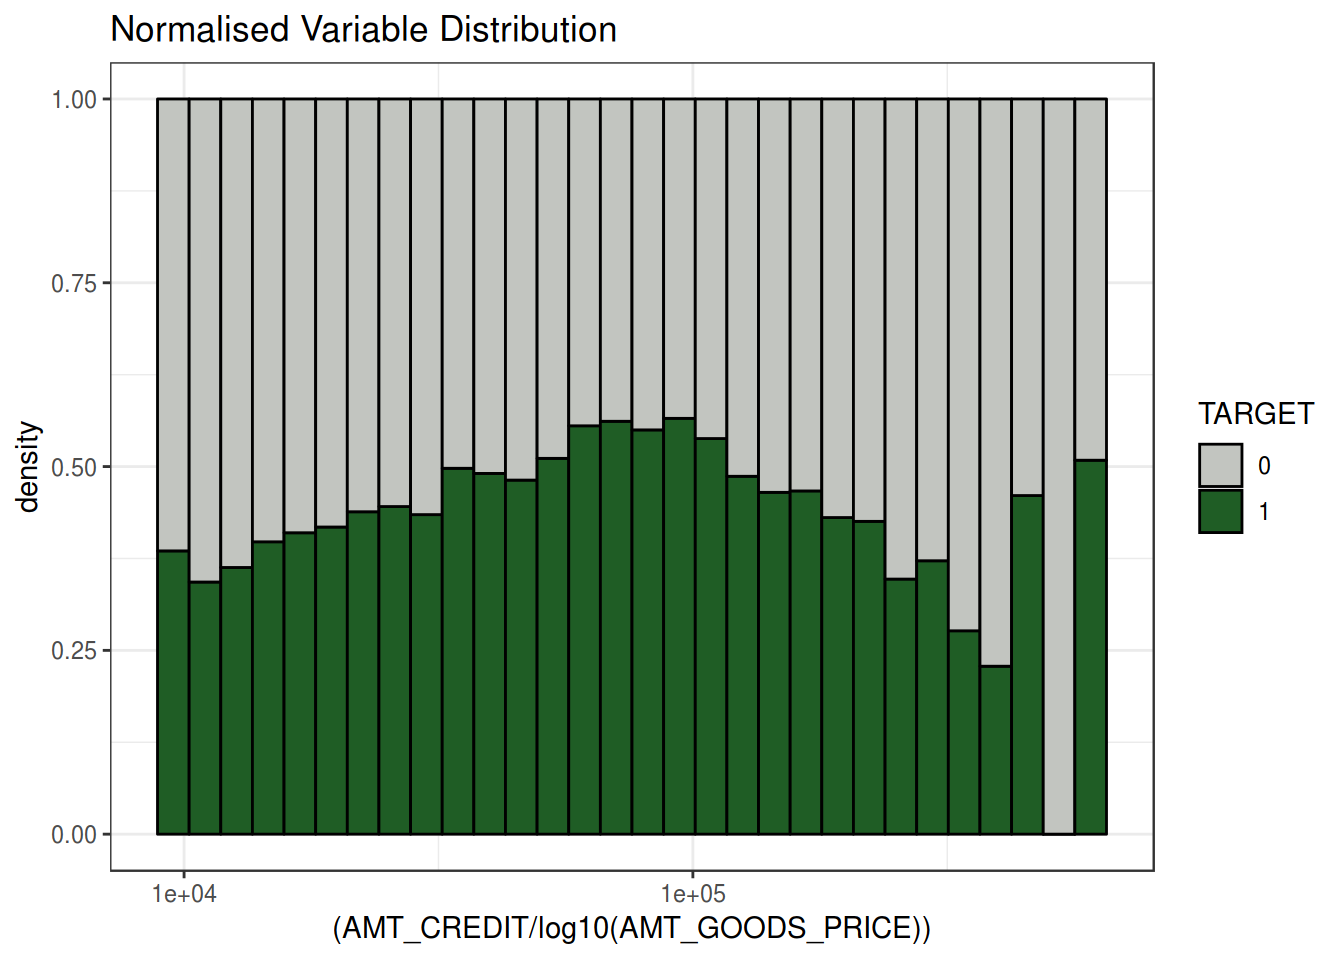 Normalised Variable Distribution
1.00
0.75
0.50
0.25
0.00
density
1e+04
1e+05
(AMT_CREDIT/log10(AMT_GOODS_PRICE))
TARGET
0
1